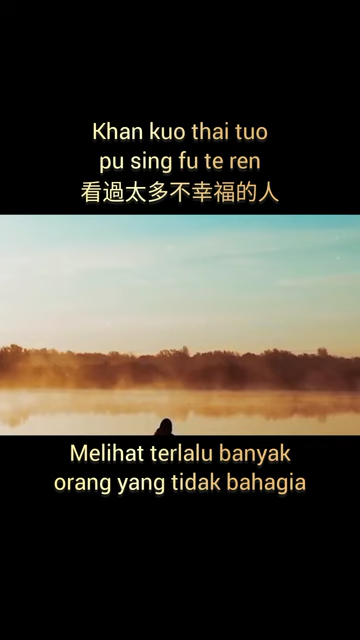 Khan kuo thai tuo
pu sing fu te ren
看過太多不幸福的人
Melihat terlalu banyak
orang yang tidak bahagia